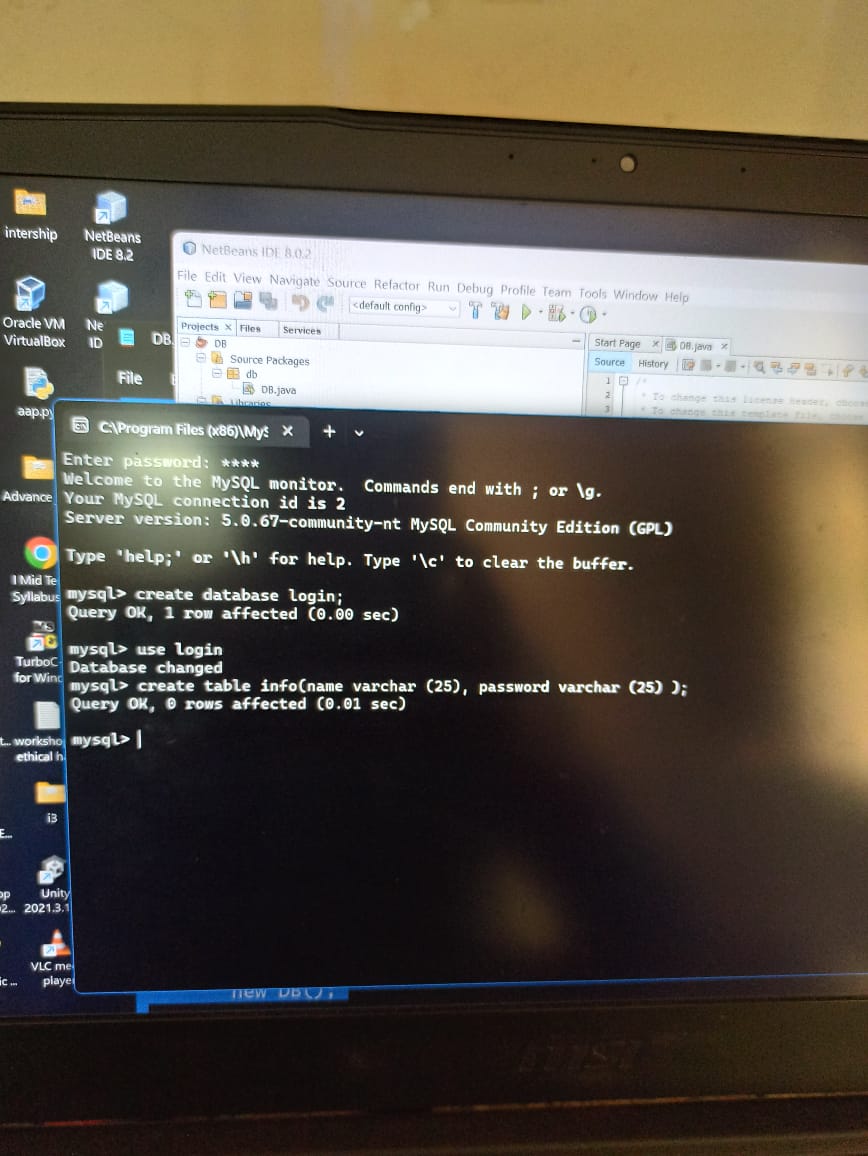 intership
NetBeans
IDE 8.2
Oracle VM
VirtualBox
Ne
ID
DB
File
aap.py
Advance
I Mid Te
Syllabus
TurboC
for Wind
t... worksho
ethical h
i3
E...
Unity
2...
2021.3.1
VLC me
player
ic ...
NetBeans IDE 8.0.2
File Edit View Navigate Source Refactor Run Debug Profile Team Tools Window Help
<default config>
Projects Files Services
DB
Source Packages
db
DB.java
Libraries
Start Page DB.java
Source History
1 /*
2 * To change this license header, choose
3 * To change this template file, choose
C:\Program Files (x86)\MyS
Enter password: ****
Welcome to the MySQL monitor. Commands end with ; or \g.
Your MySQL connection id is 2
Server version: 5.0.67-community-nt MySQL Community Edition (GPL)
Type 'help;' or '\h' for help. Type '\c' to clear the buffer.
mysql> create database login;
Query OK, 1 row affected (0.00 sec)
mysql> use login
Database changed
mysql> create table info(name varchar (25), password varchar (25) );
Query OK, 0 rows affected (0.01 sec)
mysql>
new DB();